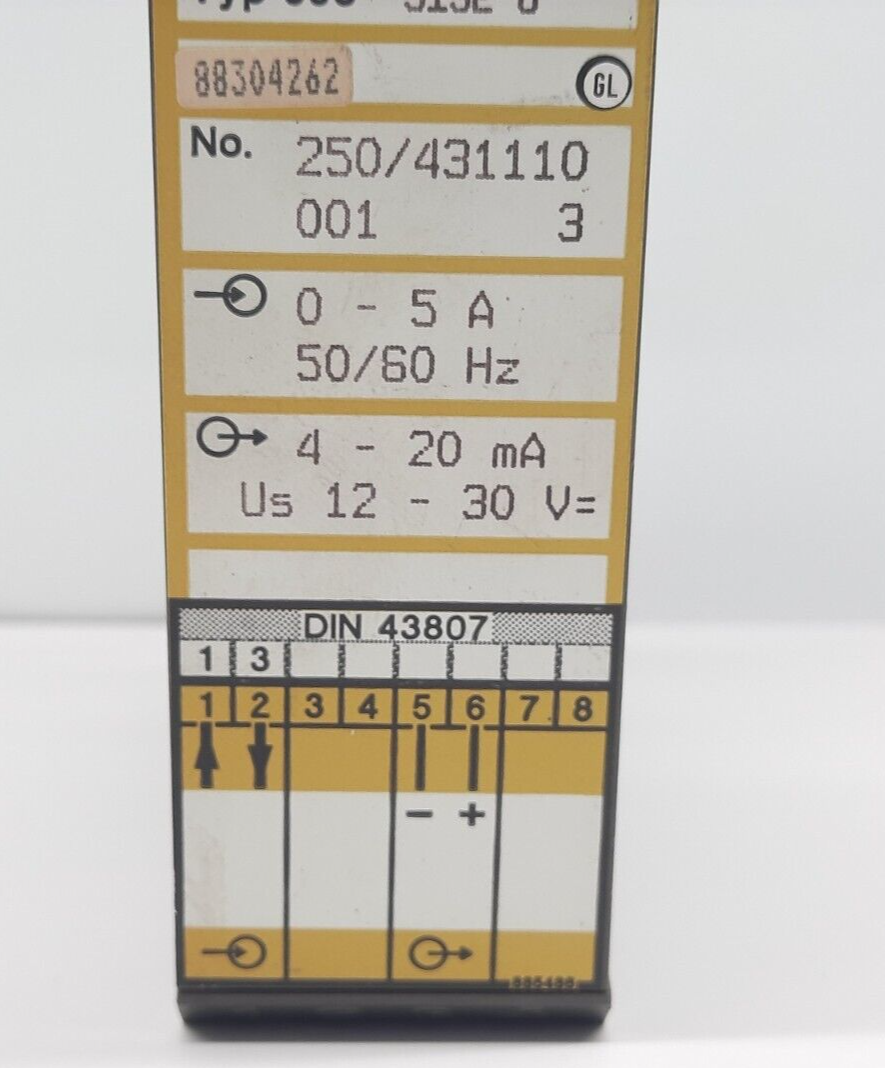 88304262
GL
No. 250/431110
001 3
0 - 5 A
50/60 Hz
4 - 20 mA
Us 12 - 30 V=
DIN 43807
1 3
1 2 3 4 5 6 7 8
- +